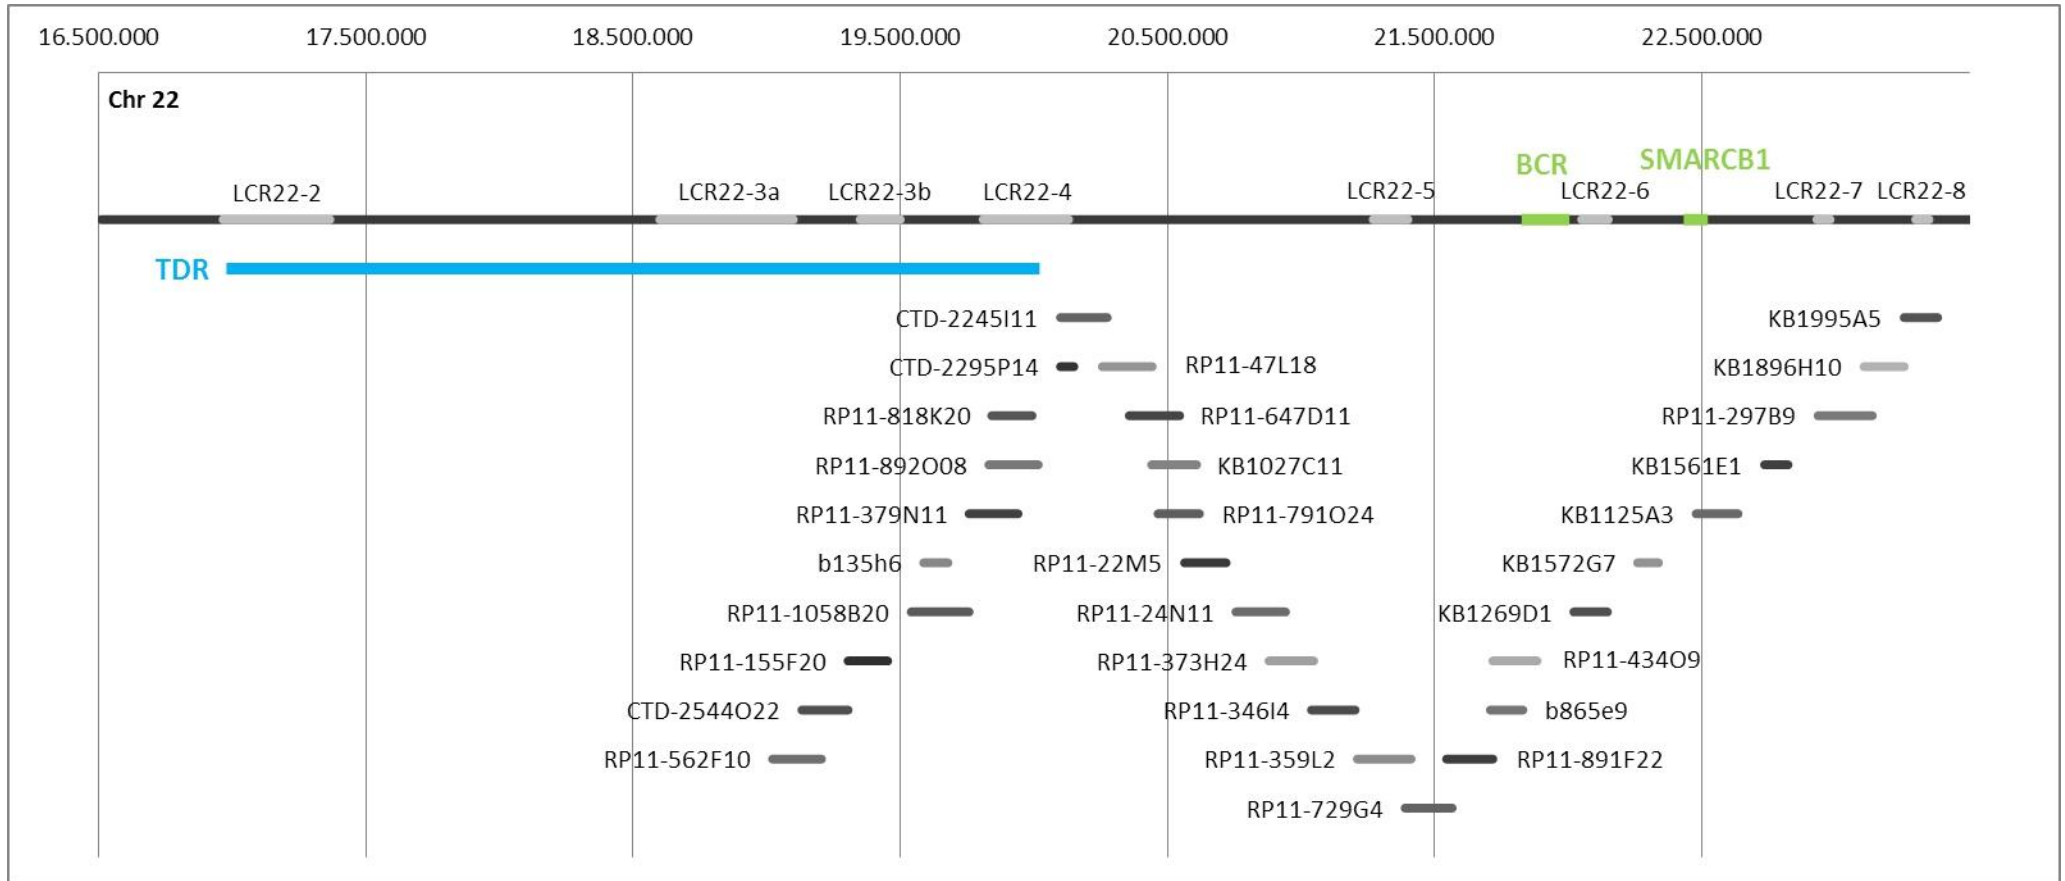 16.500.000 17.500.000 18.500.000 19.500.000 20.500.000 21.500.000 22.500.000
Chr 22
BCR SMARCB1
LCR22-2 LCR22-3a LCR22-3b LCR22-4 LCR22-5 LCR22-6 LCR22-7 LCR22-8
TDR
CTD-2245I11 KB1995A5
CTD-2295P14 RP11-47L18 KB1896H10
RP11-818K20 RP11-647D11 RP11-297B9
RP11-892O08 KB1027C11 KB1561E1
RP11-379N11 RP11-791O24 KB1125A3
b135h6 RP11-22M5 KB1572G7
RP11-1058B20 RP11-24N11 KB1269D1
RP11-155F20 RP11-373H24 RP11-434O9
CTD-2544O22 RP11-346I4 b865e9
RP11-562F10 RP11-359L2 RP11-891F22
RP11-729G4